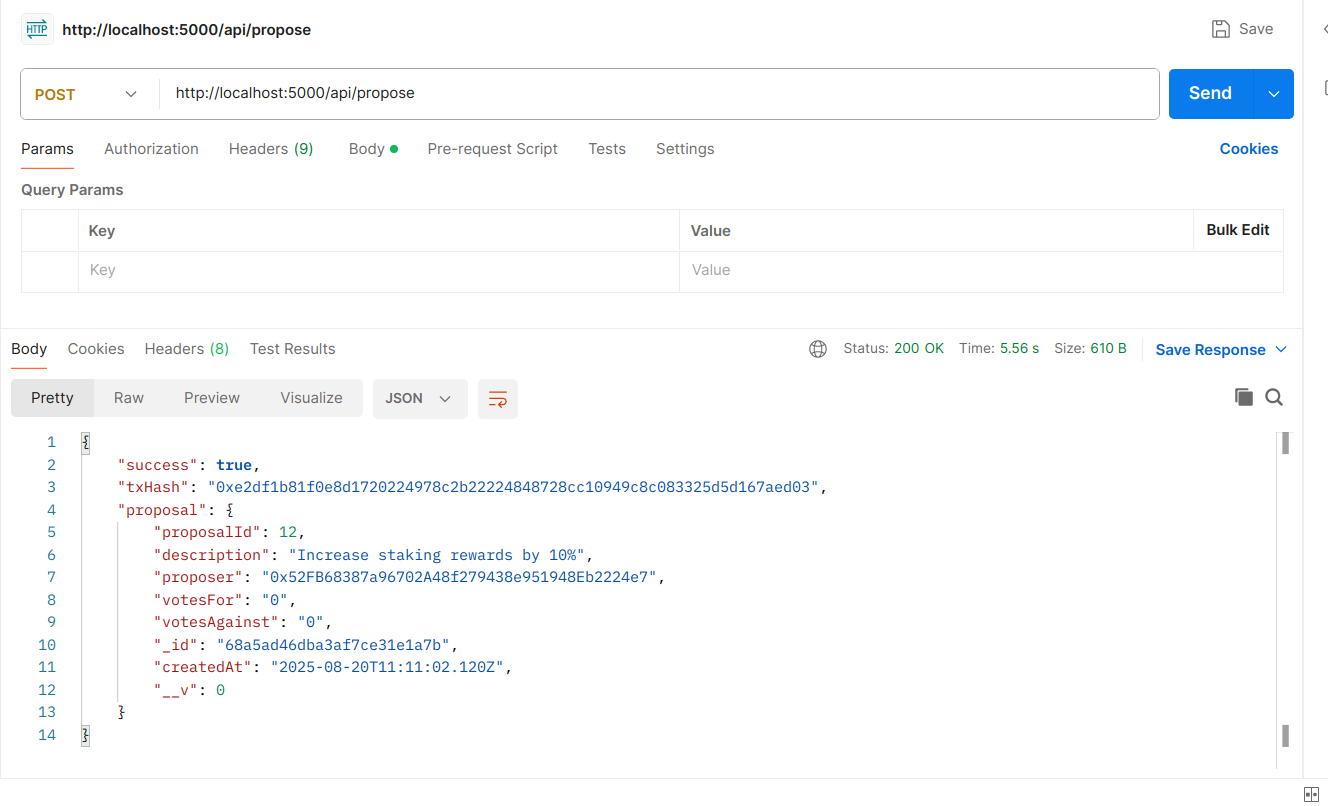 HTTP http://localhost:5000/api/propose Save
POST http://localhost:5000/api/propose Send
Params Authorization Headers (9) Body Pre-request Script Tests Settings Cookies
Query Params
Key Value Bulk Edit
Key Value
Body Cookies Headers (8) Test Results Status: 200 OK Time: 5.56 s Size: 610 B Save Response
Pretty Raw Preview Visualize JSON
1 {
2 "success": true,
3 "txHash": "0xe2df1b81f0e8d1720224978c2b22224848728cc10949c8c083325d5d167aed03",
4 "proposal": {
5 "proposalId": 12,
6 "description": "Increase staking rewards by 10%",
7 "proposer": "0x52FB68387a96702A48f279438e951948Eb2224e7",
8 "votesFor": "0",
9 "votesAgainst": "0",
10 "_id": "68a5ad46dba3af7ce31e1a7b",
11 "createdAt": "2025-08-20T11:11:02.120Z",
12 "__v": 0
13 }
14 }